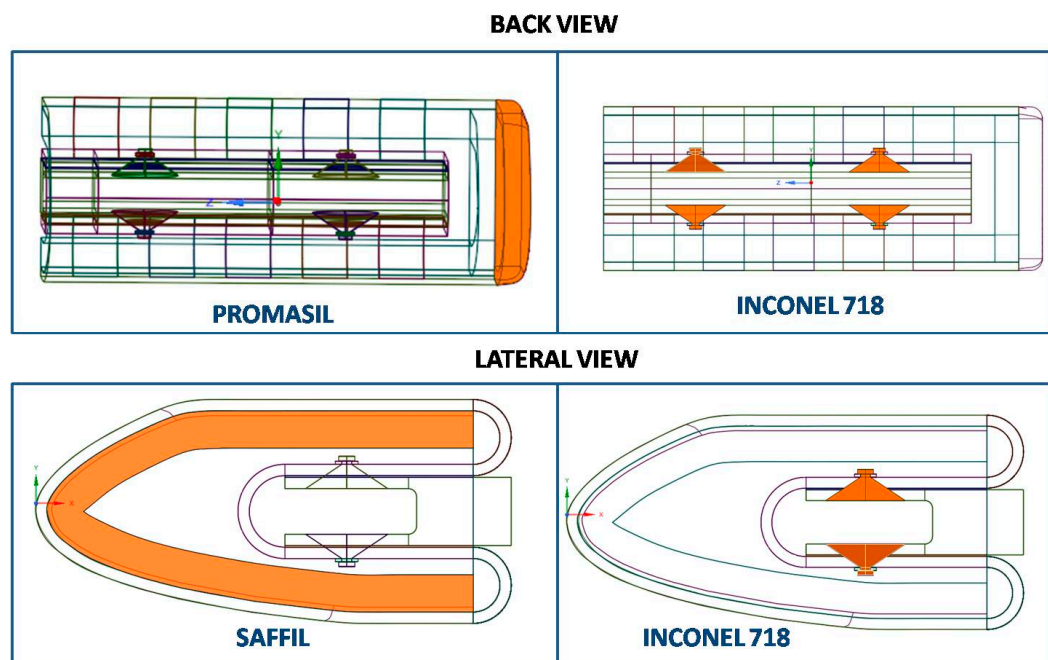 BACK VIEW
Y
Z
PROMASIL
Y
Z
INCONEL 718
LATERAL VIEW
Y
X
SAFFIL
Y
X
INCONEL 718